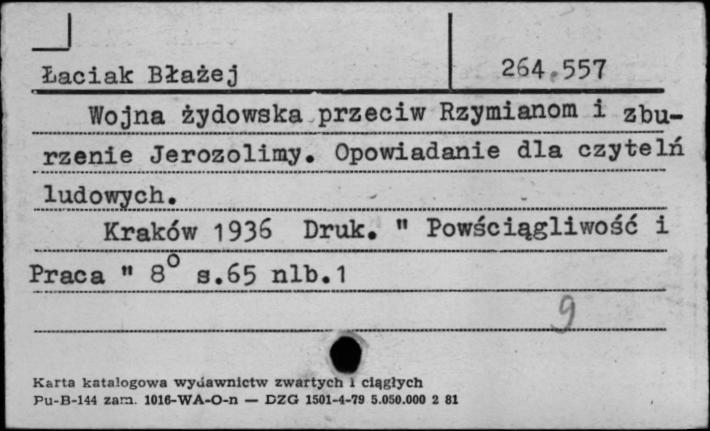 Łaciak Błażej 264.557
Wojna żydowska przeciw Rzymianom i zbu-
rzenie Jerozolimy. Opowiadanie dla czytelń
ludowych.
Kraków 1936 Druk. " Powściągliwość i
Praca " 8° s.65 nlb.1
9
Karta katalogowa wydawnictw zwartych i ciągłych
Pu-B-144 zam. 1016-WA-O-n — DZG 1501-4-79 5.050.000 2 81